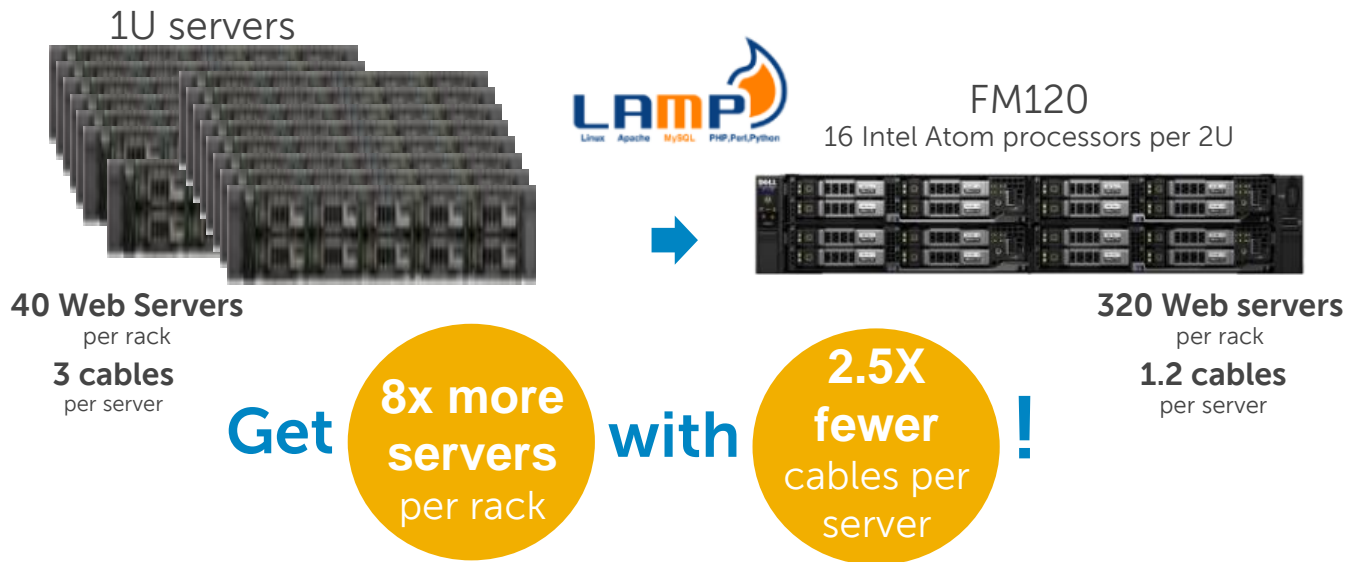 1U servers
LAMP
Linux Apache MySQL PHP,Perl,Python
FM120
16 Intel Atom processors per 2U
DELL
40 Web Servers
per rack
3 cables
per server
320 Web servers
per rack
1.2 cables
per server
Get
8x more
servers
per rack
with
2.5X
fewer
cables per
server
!